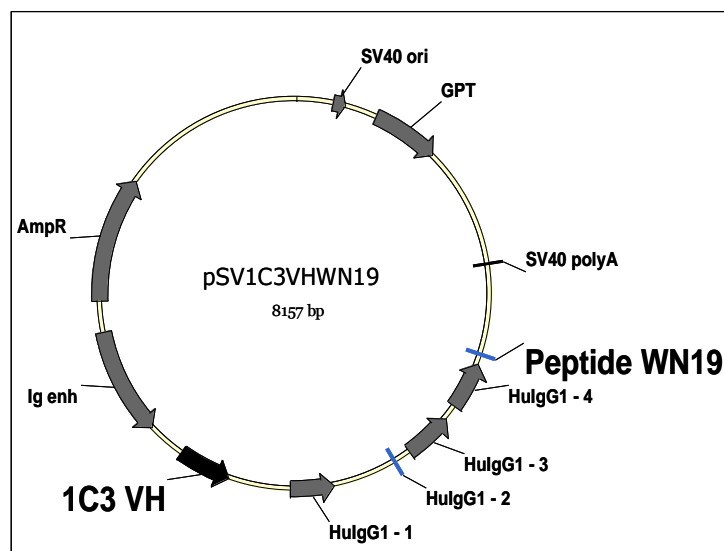 SV40 ori
GPT
AmpR
SV40 polyA
pSV1C3VHWN19
8157 bp
Peptide WN19
Ig enh
HuIgG1 - 4
HuIgG1 - 3
1C3 VH
HuIgG1 - 2
HuIgG1 - 1